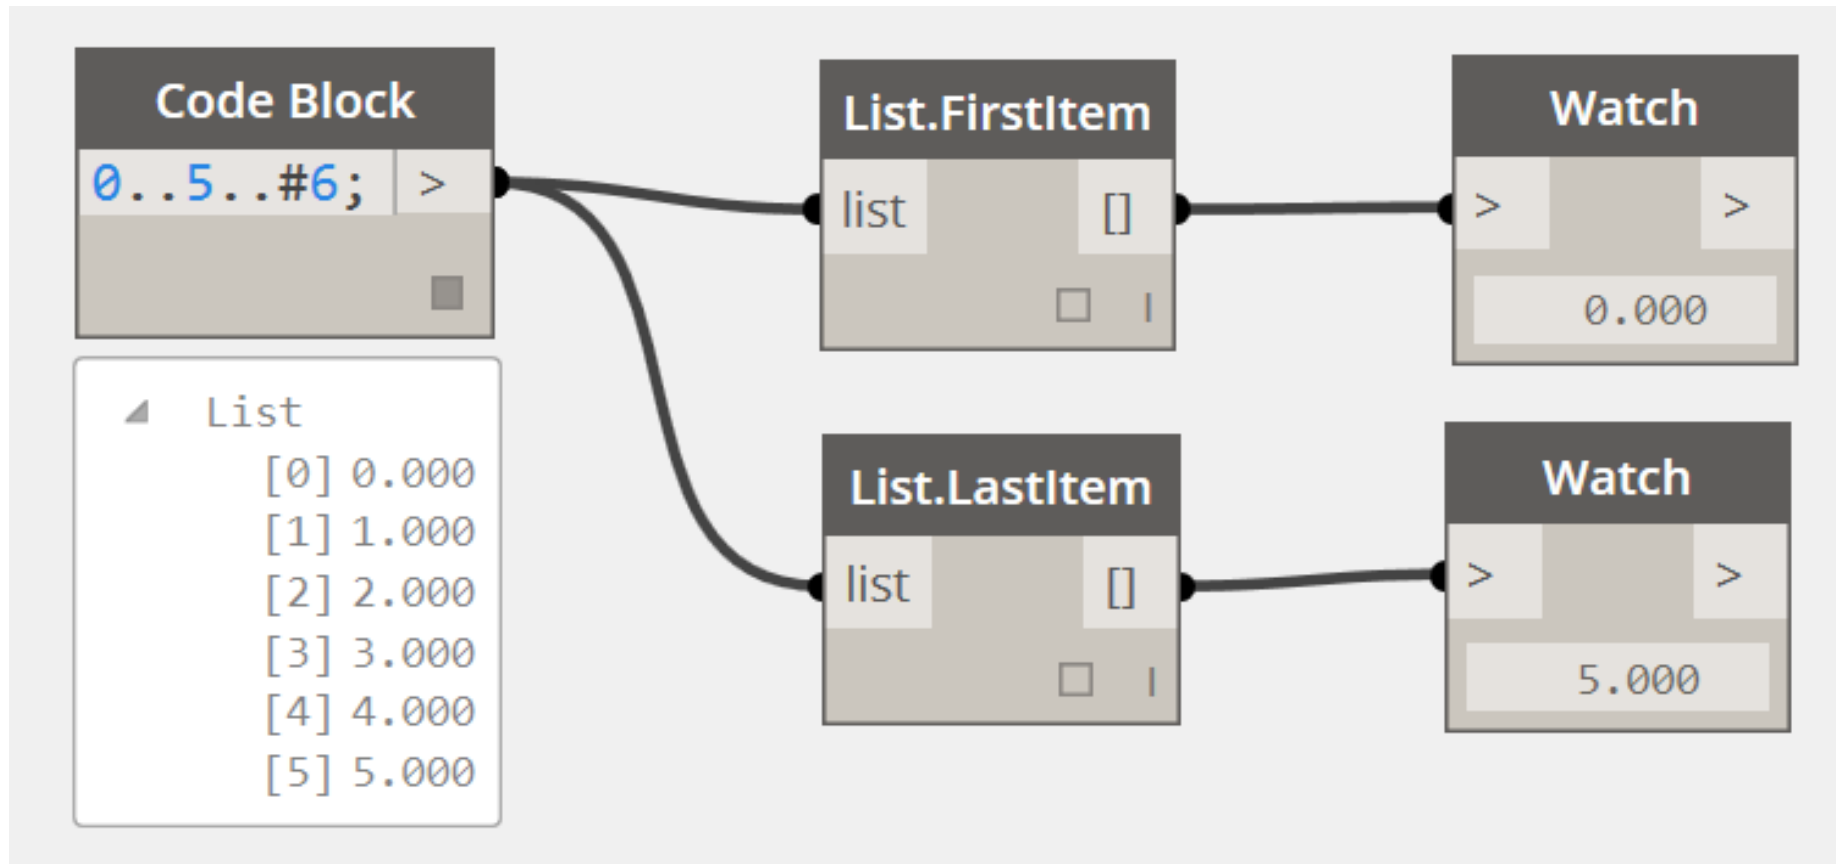 Code Block
0..5..#6; >
List
[0] 0.000
[1] 1.000
[2] 2.000
[3] 3.000
[4] 4.000
[5] 5.000
List.FirstItem
list []
l
Watch
> >
0.000
List.LastItem
list []
l
Watch
> >
5.000